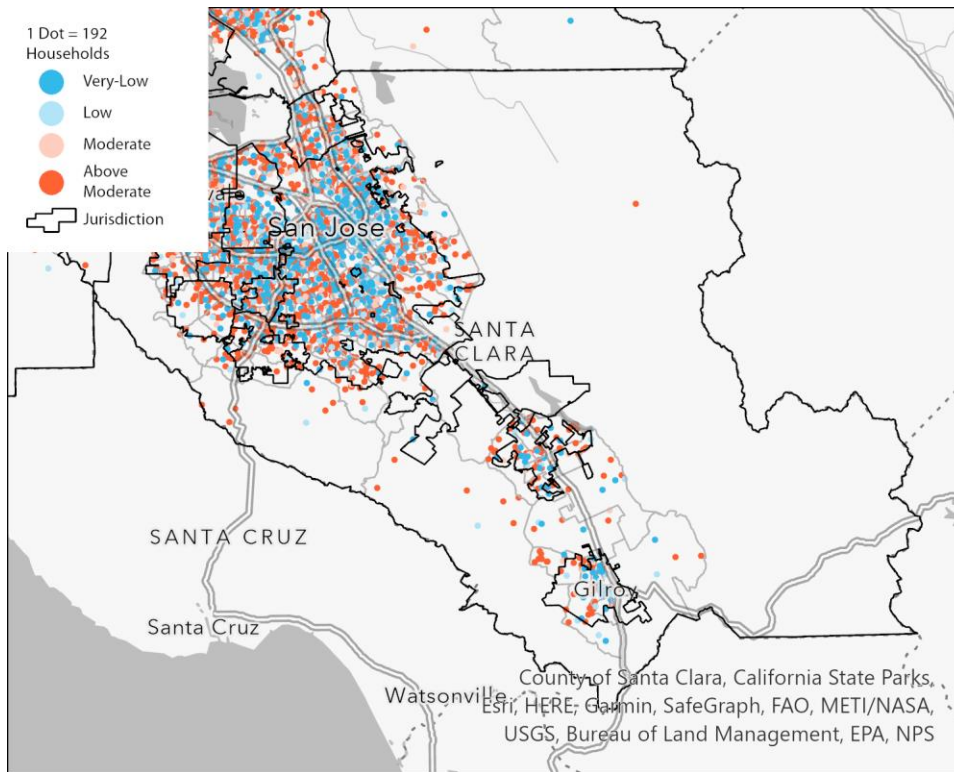 1 Dot = 192
Households
Very-Low
Low
Moderate
Above
Moderate
Jurisdiction
San Jose
SANTA
CLARA
SANTA CRUZ
Gilroy
Santa Cruz
Watsonville
County of Santa Clara, California State Parks,
Esri, HERE, Garmin, SafeGraph, FAO, METI/NASA,
USGS, Bureau of Land Management, EPA, NPS